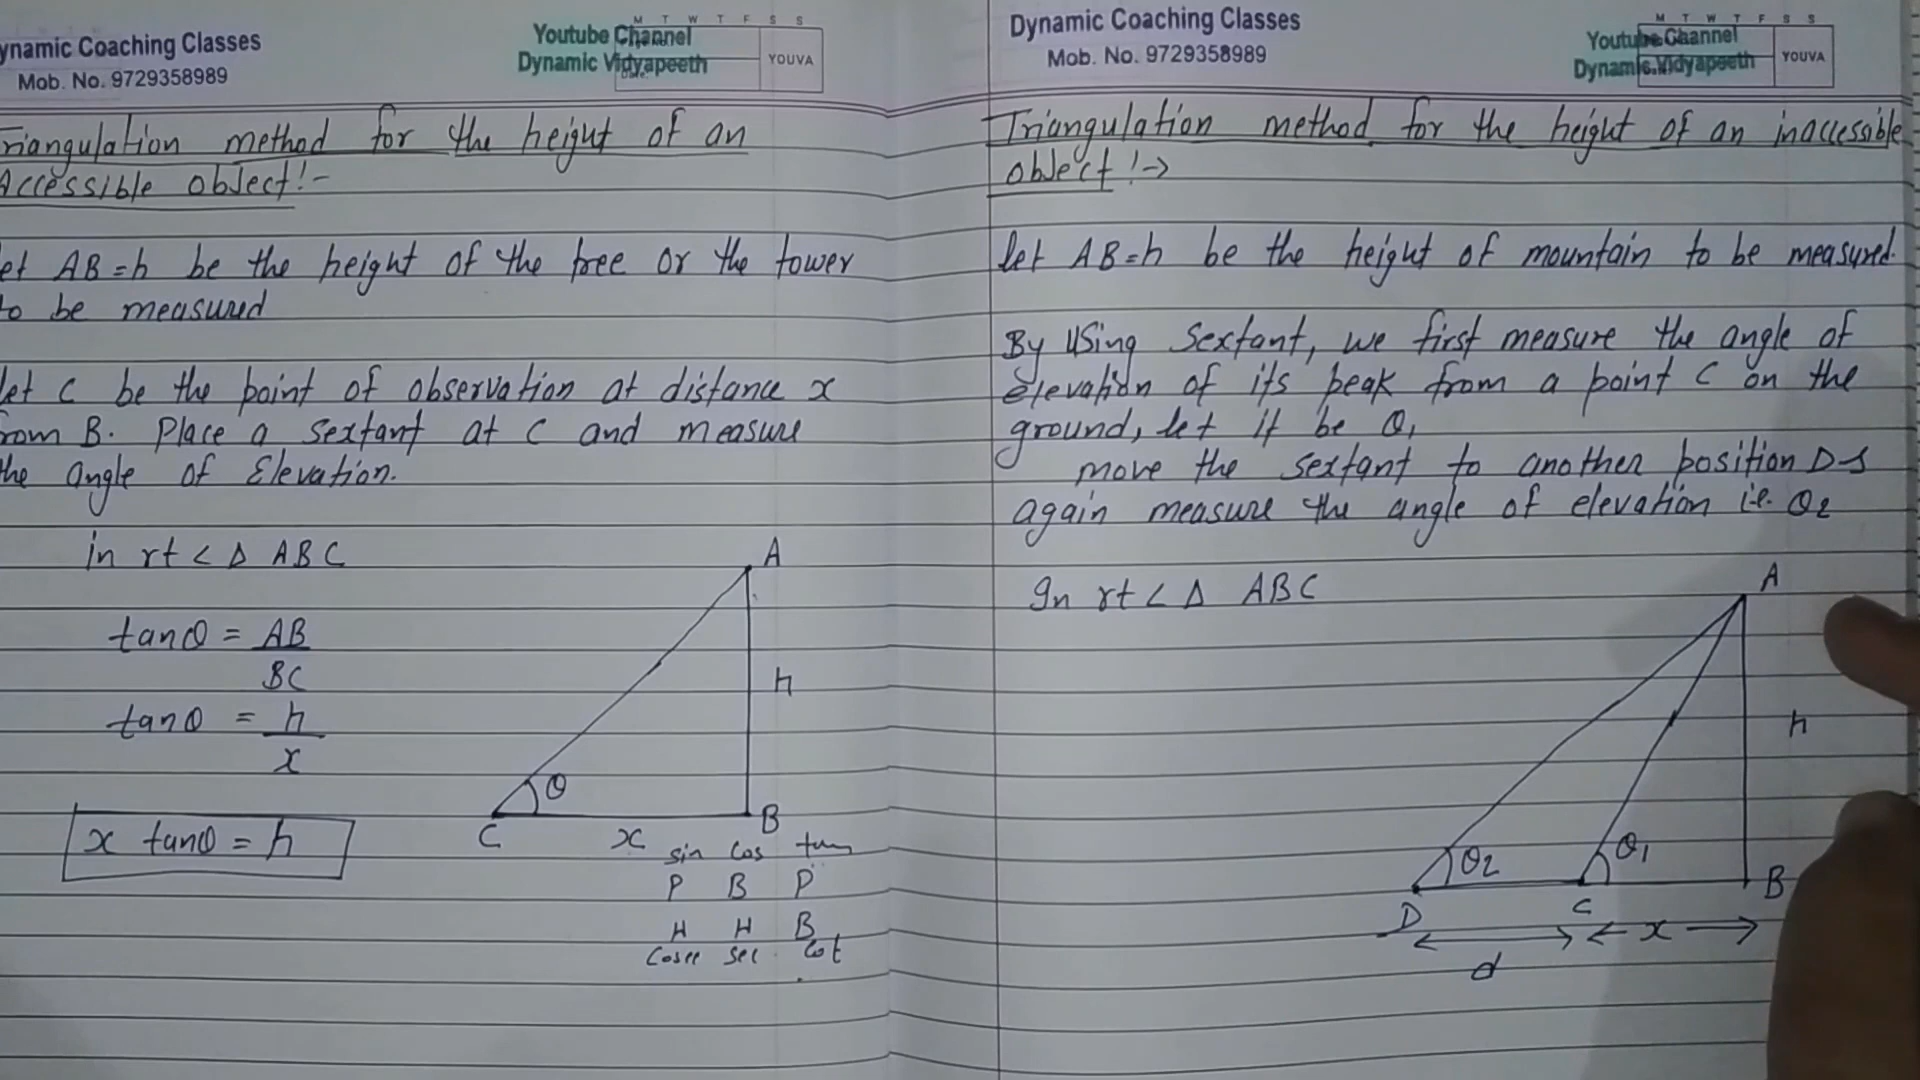 ynamic Coaching Classes
Mob. No. 9729358989
Youtube Channel
Dynamic Vidyapeeth
M T W T F S S
YOUVA
riangulation method for the height of an
Accessible object!-
et AB=h be the height of the tree or the tower
to be measured
let C be the point of observation at distance x
rom B. Place a Sextant at C and measure
the angle of Elevation.
in rt < Δ ABC
tanθ = AB
BC
tanθ = h
x
x tanθ = h
A
h
θ
C
x
B
sin cos tan
P B P
H H B
Cosec Sec cot
Dynamic Coaching Classes
Mob. No. 9729358989
Youtube Channel
Dynamic Vidyapeeth
M T W T F S S
YOUVA
Triangulation method for the height of an inaccessible
object !→
let AB=h be the height of mountain to be measured.
By Using Sextant, we first measure the angle of
elevation of its peak from a point C on the
ground, let it be θ1
move the sextant to another position D &
again measure the angle of elevation i.e. θ2
In rt < Δ ABC
A
h
θ2
θ1
B
D
C
x
d